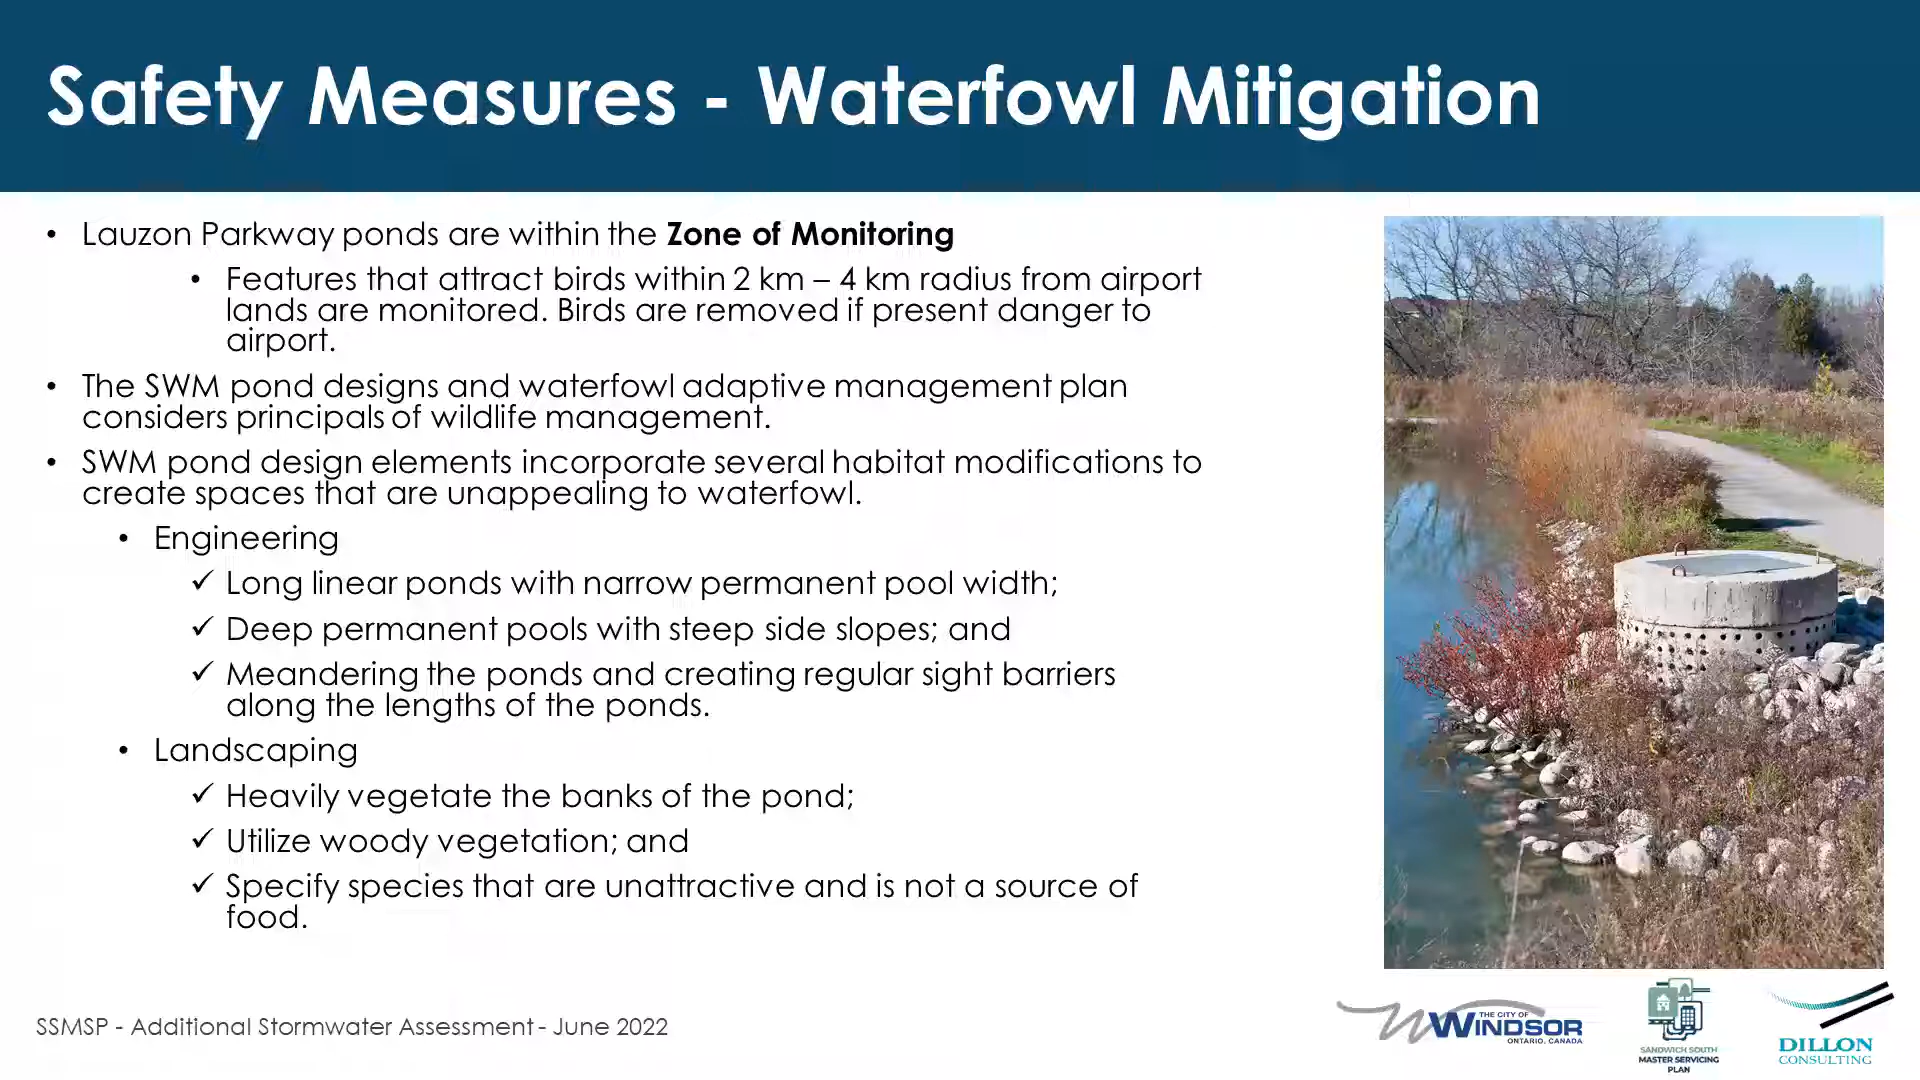 Safety Measures - Waterfowl Mitigation
• Lauzon Parkway ponds are within the Zone of Monitoring
• Features that attract birds within 2 km – 4 km radius from airport
lands are monitored. Birds are removed if present danger to
airport.
• The SWM pond designs and waterfowl adaptive management plan
considers principals of wildlife management.
• SWM pond design elements incorporate several habitat modifications to
create spaces that are unappealing to waterfowl.
• Engineering
✓ Long linear ponds with narrow permanent pool width;
✓ Deep permanent pools with steep side slopes; and
✓ Meandering the ponds and creating regular sight barriers
along the lengths of the ponds.
• Landscaping
✓ Heavily vegetate the banks of the pond;
✓ Utilize woody vegetation; and
✓ Specify species that are unattractive and is not a source of
food.
SSMSP - Additional Stormwater Assessment - June 2022
THE CITY OF
WINDSOR
ONTARIO, CANADA
SANDWICH SOUTH
MASTER SERVICING
PLAN
DILLON
CONSULTING